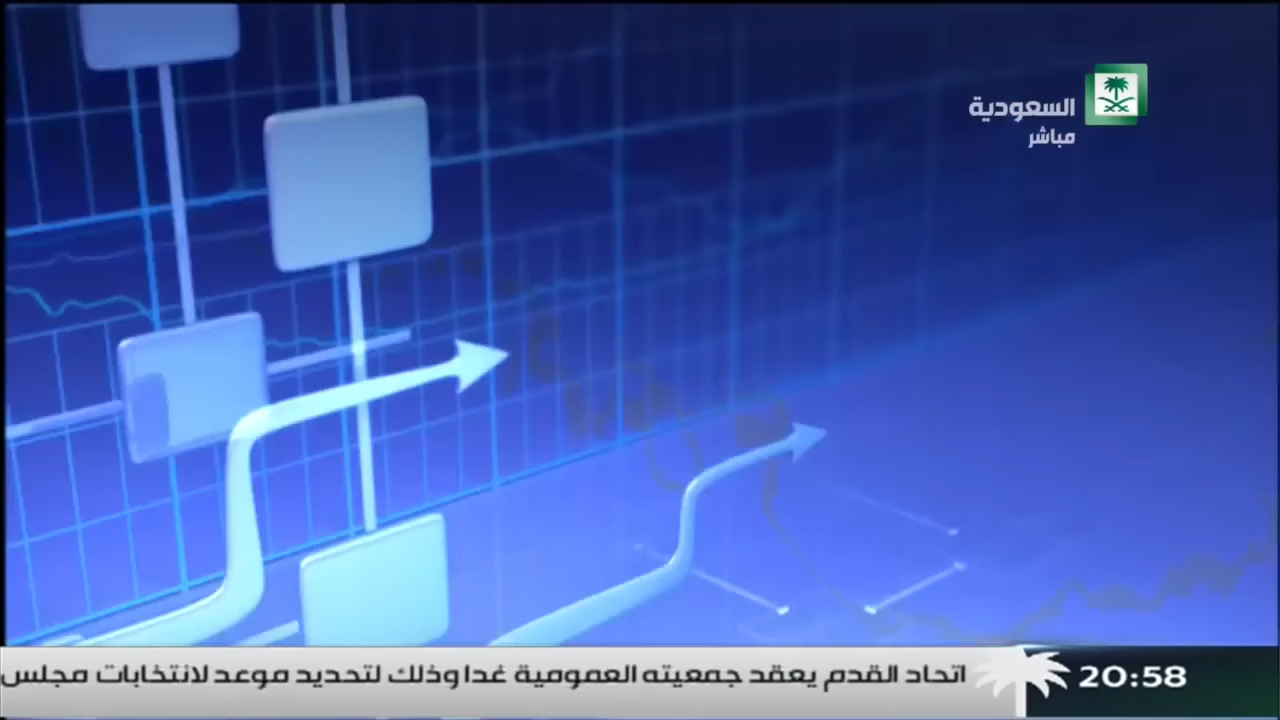 السعودية
مباشر
اتحاد القدم يعقد جمعيته العمومية غدا وذلك لتحديد موعد لانتخابات مجلس
20:58